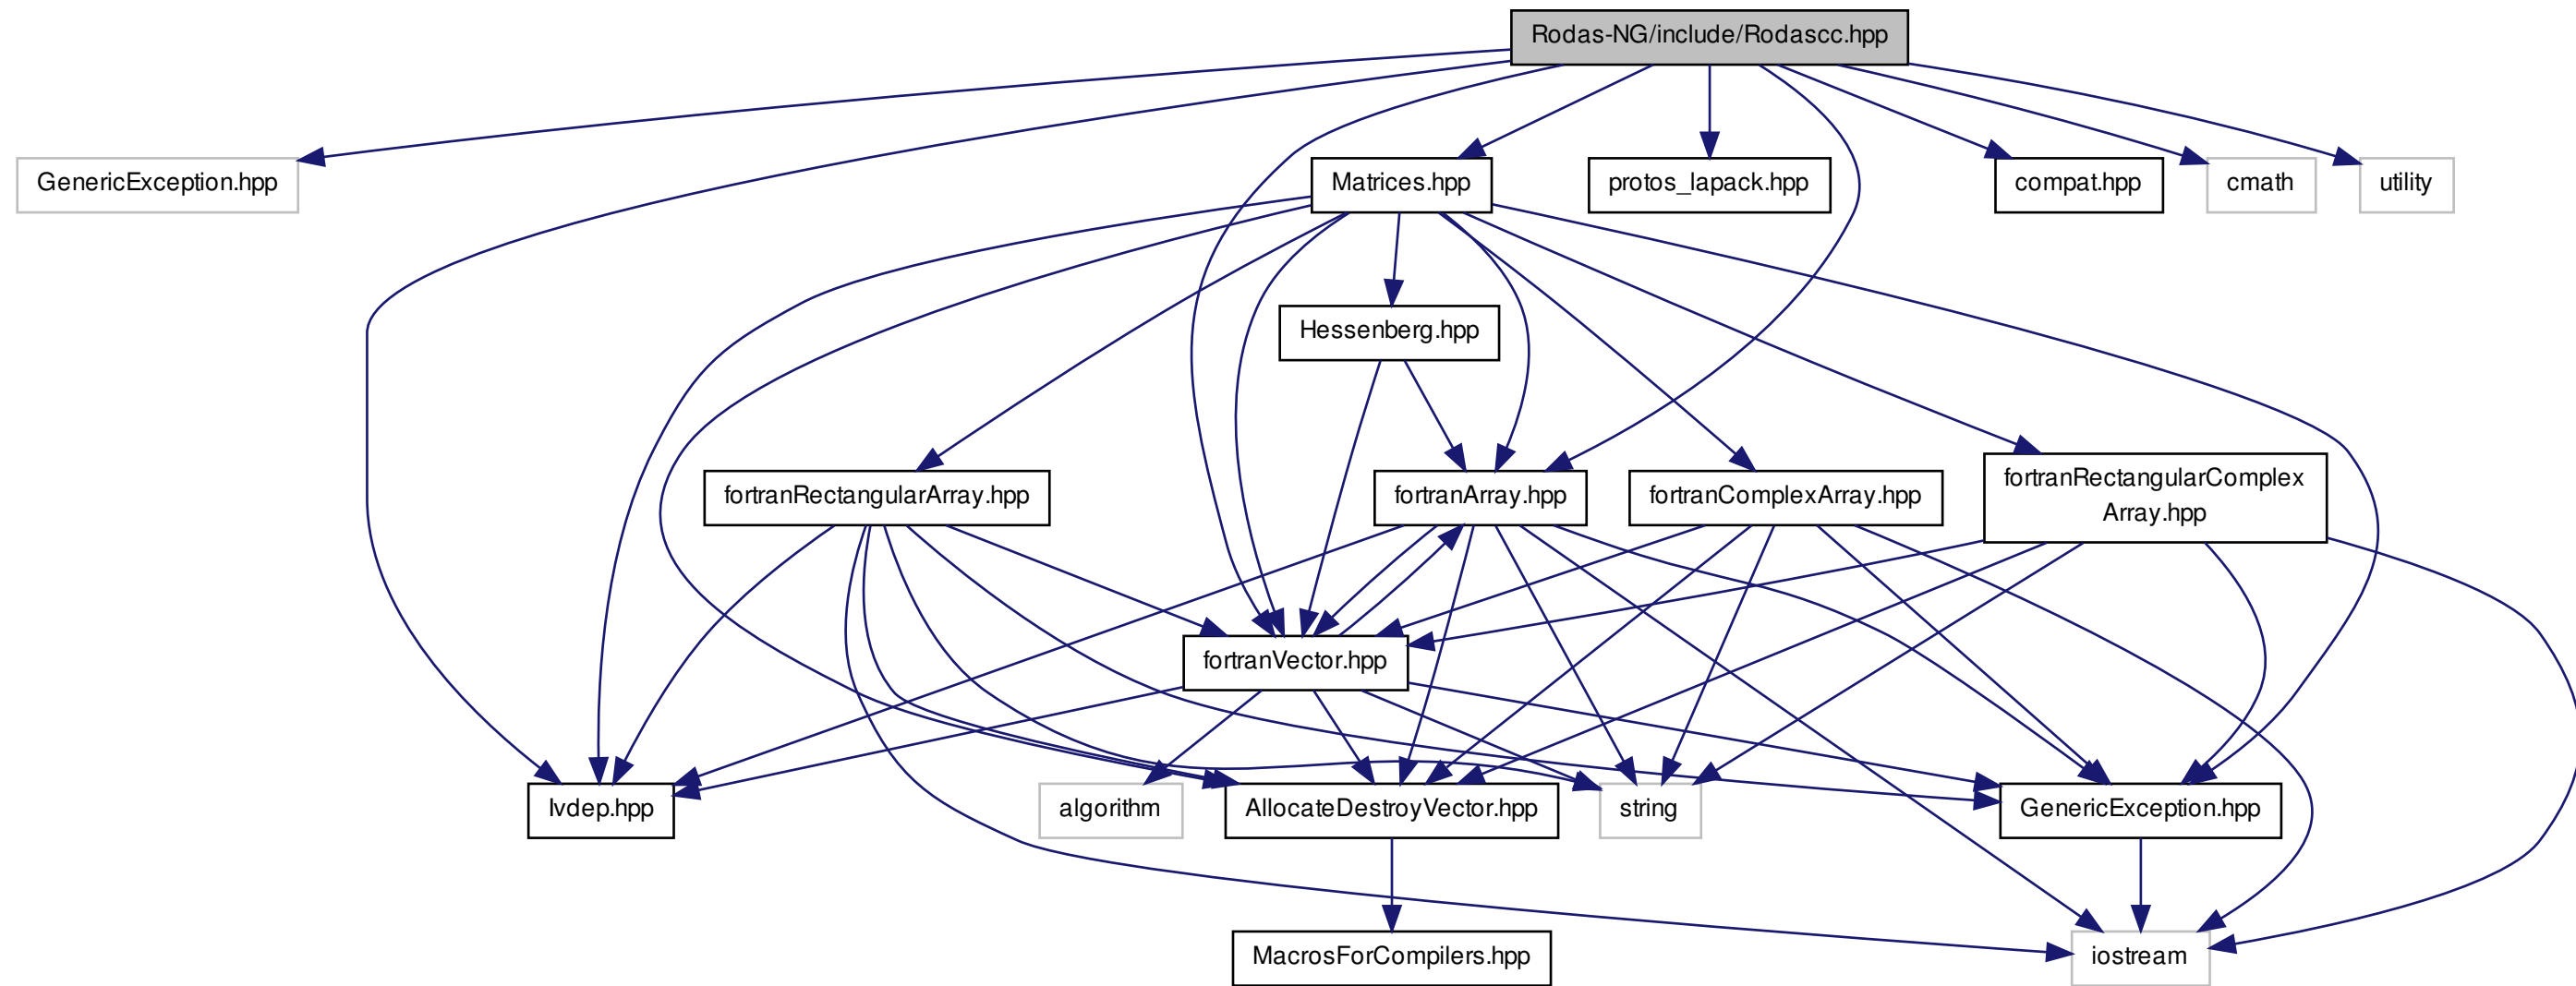 Rodas-NG/include/Rodascc.hpp
GenericException.hpp
Matrices.hpp
protos_lapack.hpp
compat.hpp
cmath
utility
Hessenberg.hpp
fortranRectangularArray.hpp
fortranArray.hpp
fortranComplexArray.hpp
fortranRectangularComplex
Array.hpp
fortranVector.hpp
Ivdep.hpp
algorithm
AllocateDestroyVector.hpp
string
GenericException.hpp
MacrosForCompilers.hpp
iostream